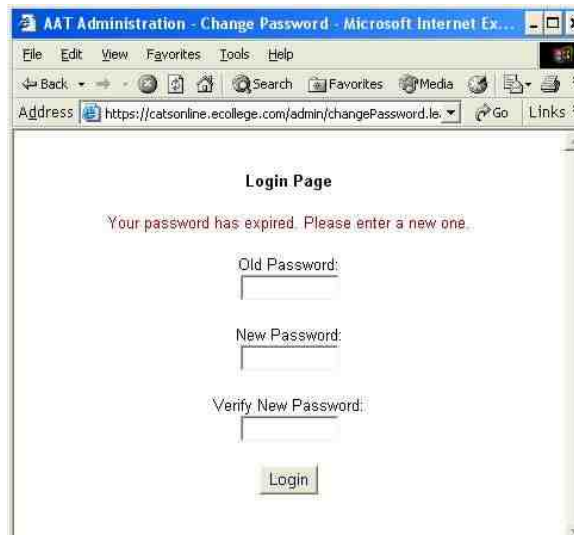 AAT Administration - Change Password - Microsoft Internet Ex...
File Edit View Favorites Tools Help
Back Search Favorites Media
Address https://catsonline.ecollege.com/admin/changePassword.le Go Links
Login Page
Your password has expired. Please enter a new one.
Old Password:
New Password:
Verify New Password:
Login